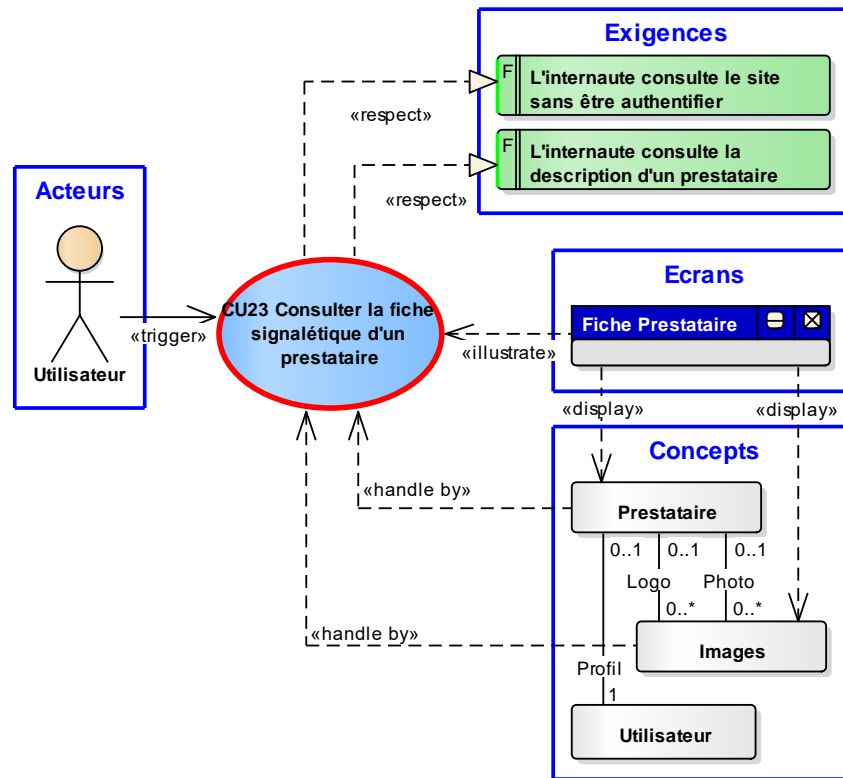 Exigences
F
L'internaute consulte le site
sans être authentifier
«respect»
F
L'internaute consulte la
description d'un prestataire
«respect»
Acteurs
Utilisateur
«trigger»
CU23 Consulter la fiche
signalétique d'un
prestataire
Ecrans
Fiche Prestataire
«illustrate»
«display»
«display»
Concepts
«handle by»
Prestataire
0..1
0..1
0..1
Logo
Photo
0..*
0..*
«handle by»
Images
Profil
1
Utilisateur